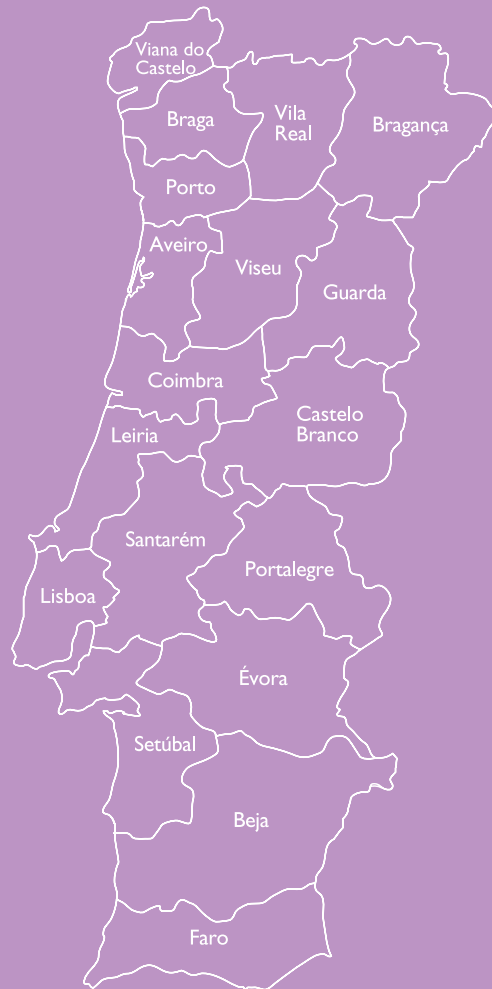 Viana do
Castelo
Braga
Vila
Real
Bragança
Porto
Aveiro
Viseu
Guarda
Coimbra
Castelo
Branco
Leiria
Santarém
Portalegre
Lisboa
Évora
Setúbal
Beja
Faro